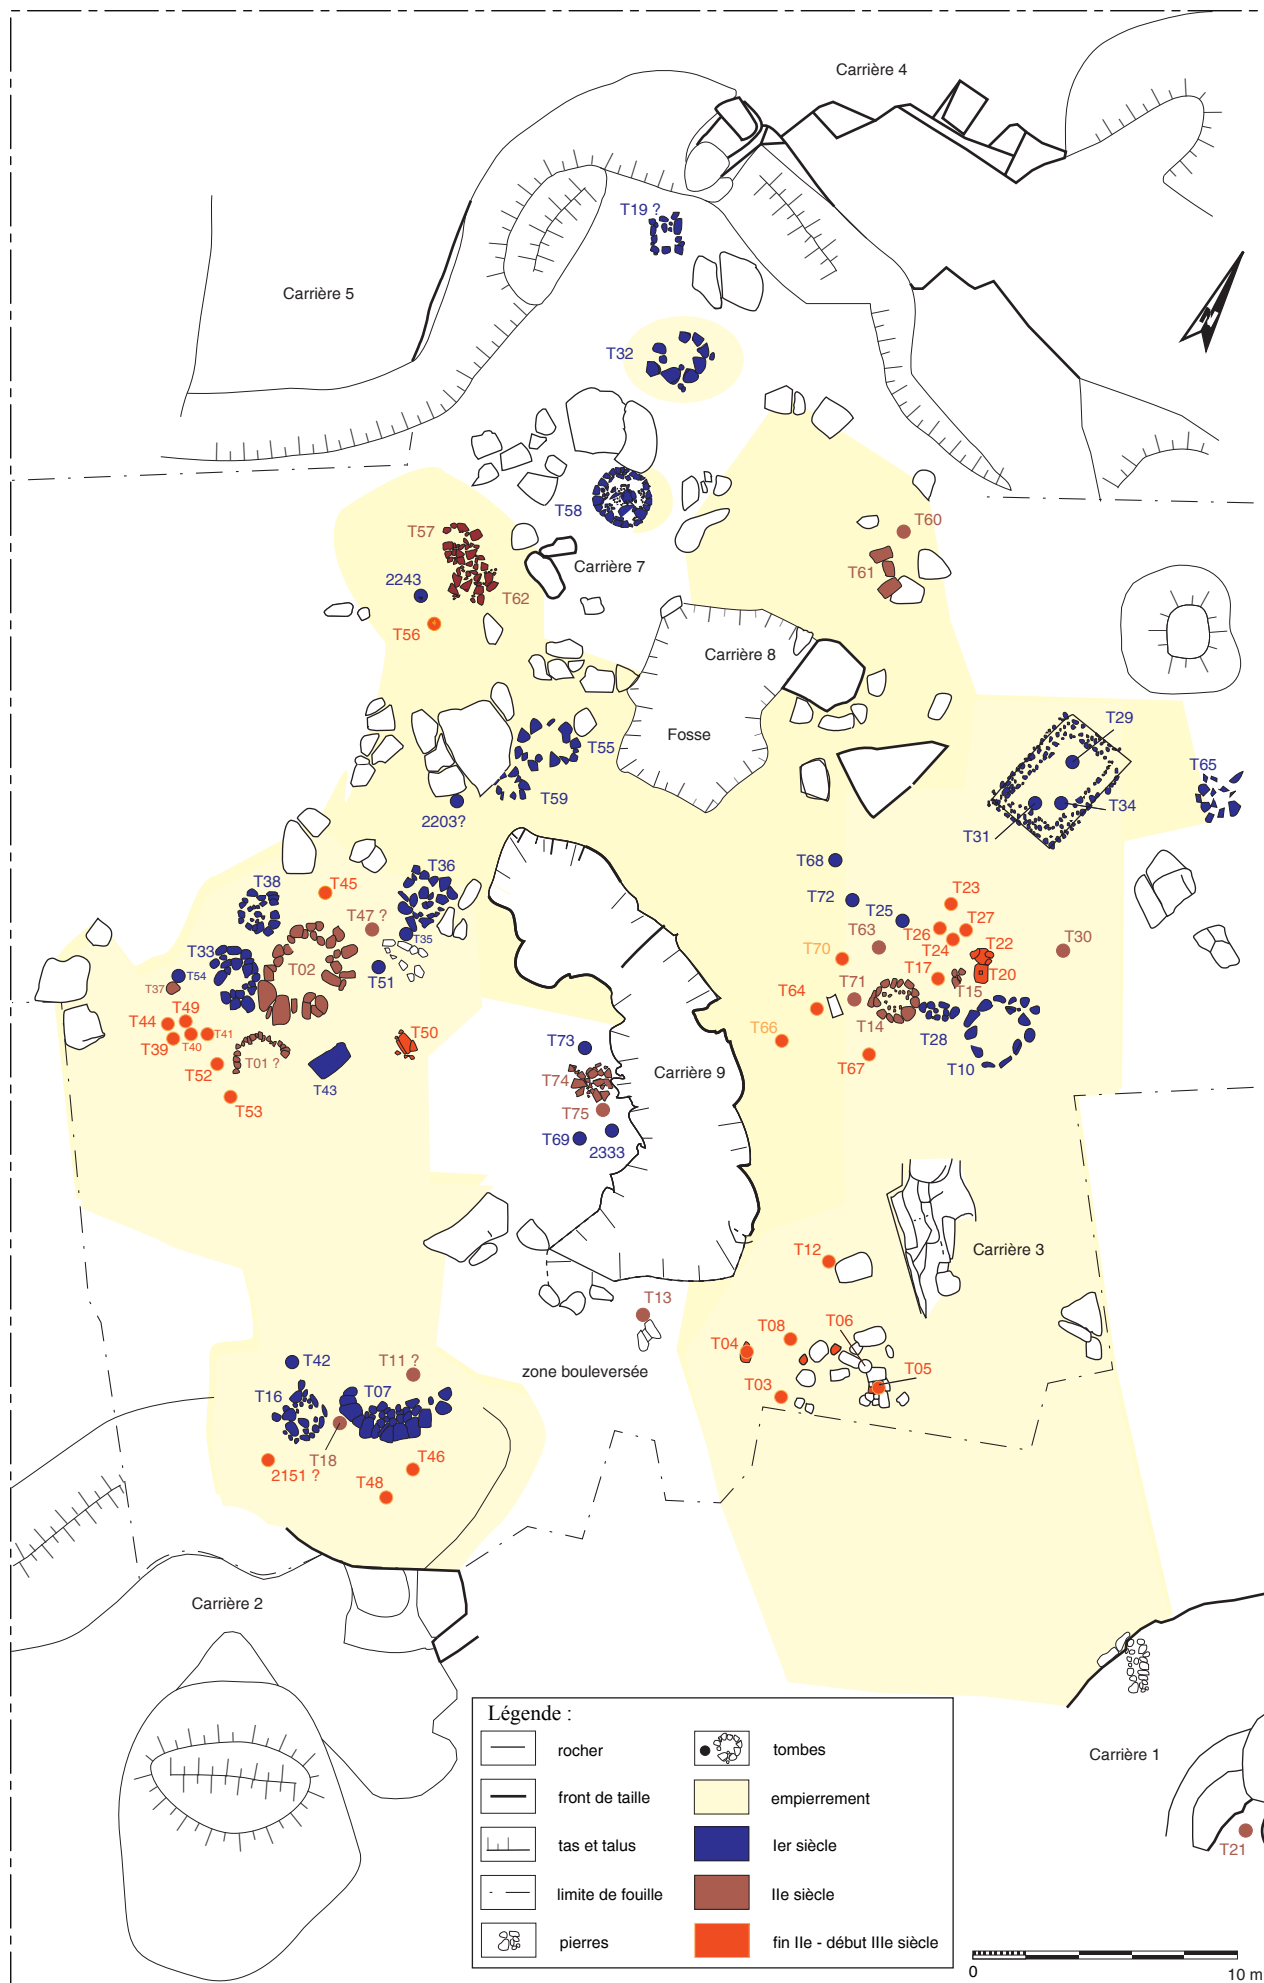 Carrière 4
T19 ?
Carrière 5
T32
T58
T57
T60
Carrière 7
T61
2243
T62
T56
Carrière 8
T29
Fosse
T55
T65
T59
T34
2203?
T31
T68
T36
T38
T45
T72
T23
T25
T47 ?
T27
T35
T63
T26
T22
T33
T24
T30
T70
T02
T54
T51
T17
T20
T37
T71
T15
T49
T64
T44
T41
T50
T14
T39
T40
T28
T66
T73
T01 ?
T67
T10
T52
T74
Carrière 9
T43
T53
T75
T69
2333
T12
Carrière 3
T13
T06
T08
T04
T42
T11 ?
zone bouleversée
T05
T16
T07
T03
T18
T46
2151 ?
T48
Carrière 2
Légende :
rocher
tombes
front de taille
empierrement
tas et talus
Ier siècle
limite de fouille
IIe siècle
pierres
fin IIe - début IIIe siècle
Carrière 1
T21
0
10 m